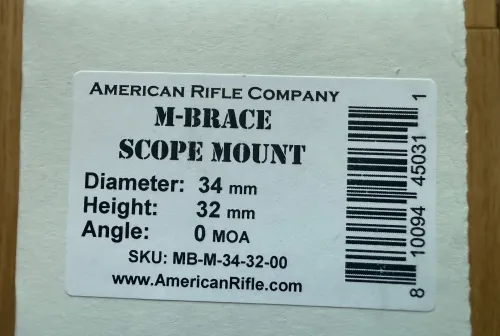 AMERICAN RIFLE COMPANY
M-BRACE
SCOPE MOUNT
Diameter: 34 mm
Height: 32 mm
Angle: 0 MOA
SKU: MB-M-34-32-00
www.AmericanRifle.com
8 10094 45031 1